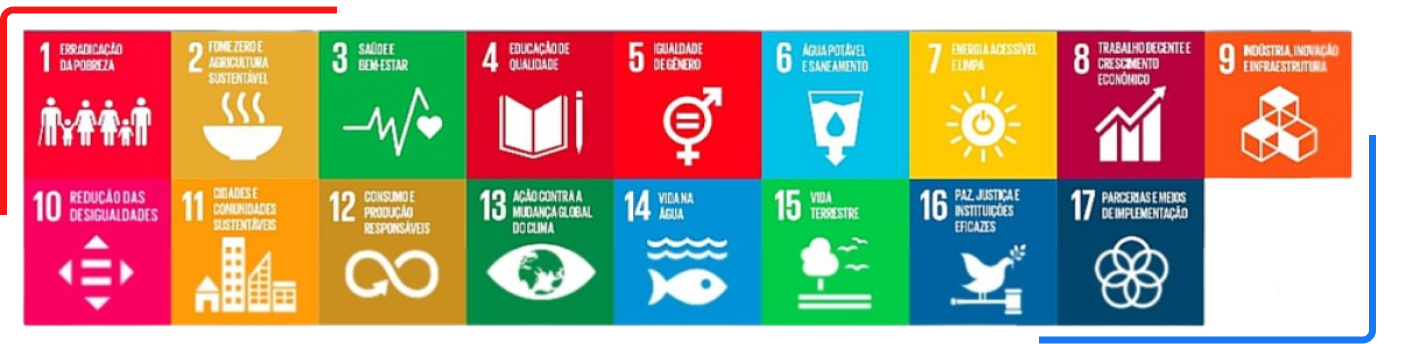 1 ERRADICAÇÃO
DA POBREZA
2 FOME ZERO E
AGRICULTURA
SUSTENTÁVEL
3 SAÚDE E
BEM-ESTAR
4 EDUCAÇÃO DE
QUALIDADE
5 IGUALDADE
DE GÊNERO
6 ÁGUA POTÁVEL
E SANEAMENTO
7 ENERGIA ACESSÍVEL
E LIMPA
8 TRABALHO DECENTE E
CRESCIMENTO
ECONÔMICO
9 INDÚSTRIA, INOVAÇÃO
E INFRAESTRUTURA
10 REDUÇÃO DAS
DESIGUALDADES
11 CIDADES E
COMUNIDADES
SUSTENTÁVEIS
12 CONSUMO E
PRODUÇÃO
RESPONSÁVEIS
13 AÇÃO CONTRA A
MUDANÇA GLOBAL
DO CLIMA
14 VIDA NA
ÁGUA
15 VIDA
TERRESTRE
16 PAZ, JUSTIÇA E
INSTITUIÇÕES
EFICAZES
17 PARCERIAS E MEIOS
DE IMPLEMENTAÇÃO